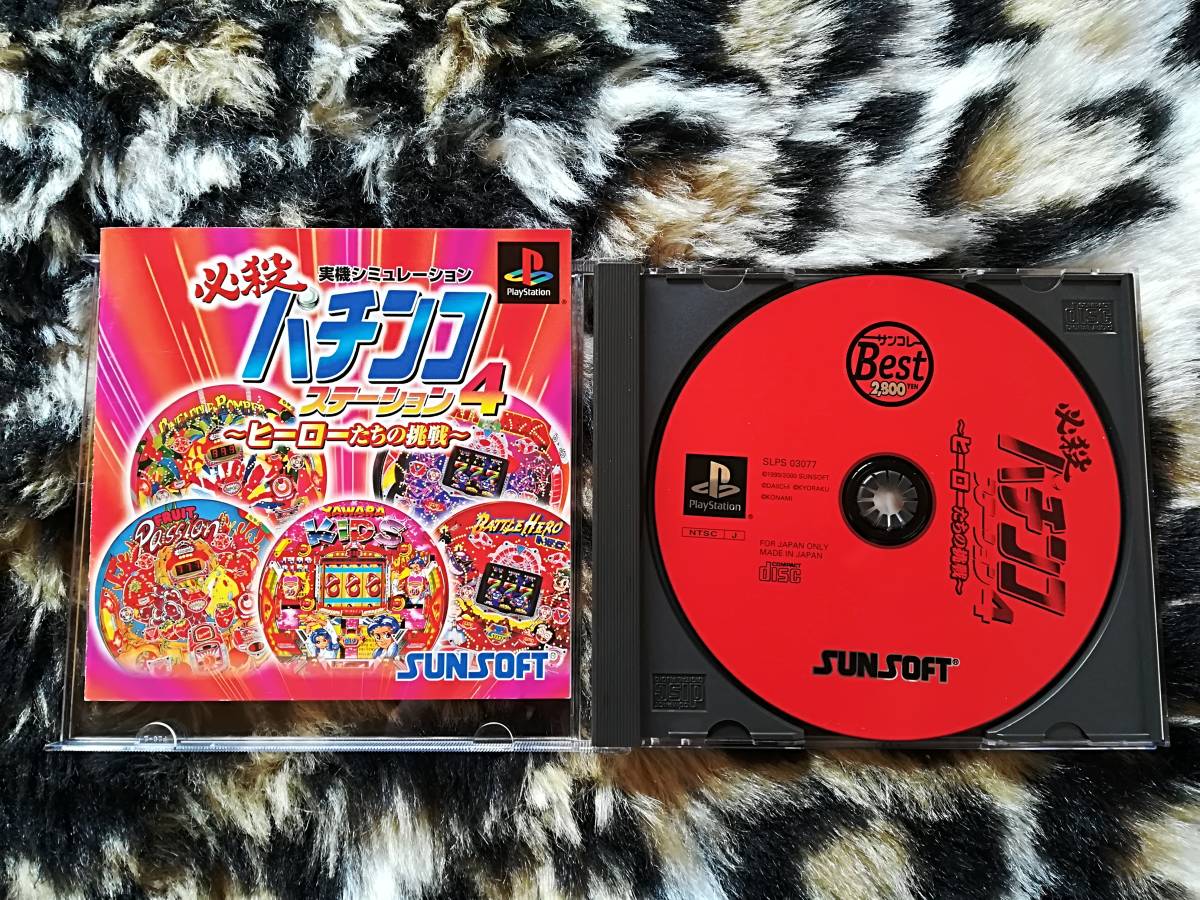 必殺
実機シミュレーション
パチンコ
ステーション4
~ヒーローたちの挑戦~
PlayStation
FRUIT
Passion
YAWARA
KIDS
BATTLE HERO
777
777
SUNSOFT
サンコレ
Best
2,800 YEN
必殺
パチンコ
ステーション4
~ヒーローたちの挑戦~
PlayStation
SLPS 03077
©1999/2000 SUNSOFT
©DAIICHI ©KYORAKU
©KONAMI
NTSC J
FOR JAPAN ONLY
MADE IN JAPAN
COMPACT
disc
SUNSOFT®